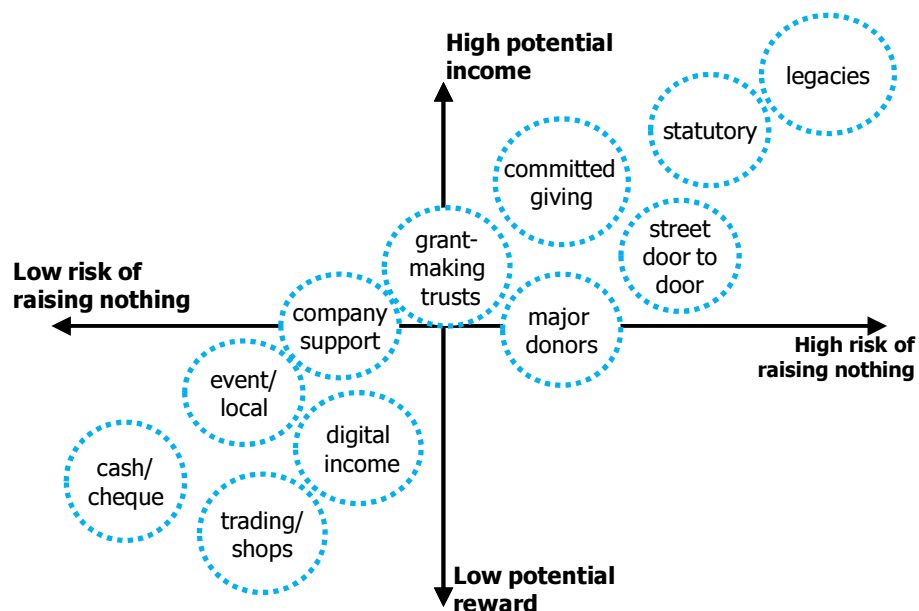 High potential
income
legacies
statutory
committed
giving
street
door to
door
grant-
making
trusts
Low risk of
raising nothing
company
support
major
donors
High risk of
raising nothing
event/
local
digital
income
cash/
cheque
trading/
shops
Low potential
reward